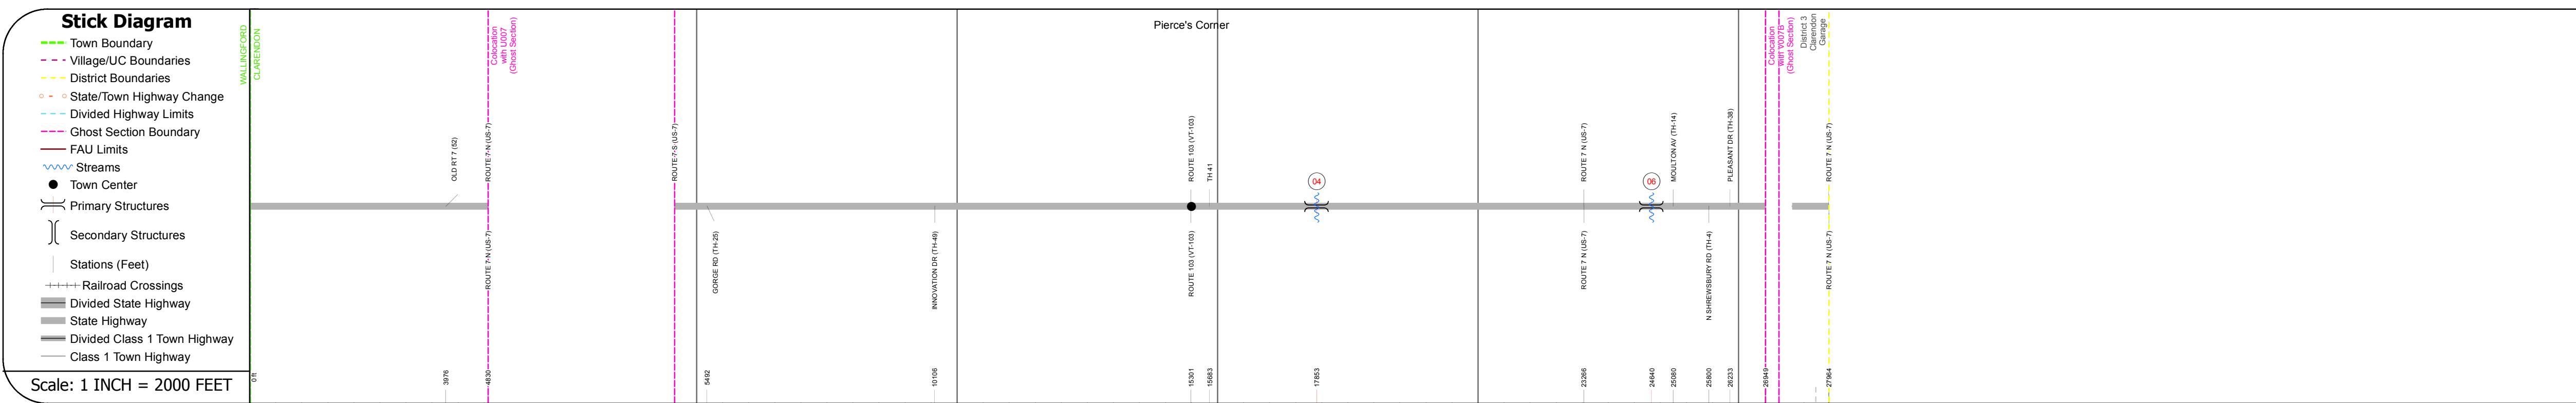 Stick Diagram
Town Boundary
Village/UC Boundaries
District Boundaries
State/Town Highway Change
Divided Highway Limits
Ghost Section Boundary
FAU Limits
Streams
Town Center
Primary Structures
Secondary Structures
Stations (Feet)
Railroad Crossings
Divided State Highway
State Highway
Divided Class 1 Town Highway
Class 1 Town Highway
Scale: 1 INCH = 2000 FEET
WALLINGFORD
CLARENDON
Colocation
with U007
(Ghost Section)
Pierce's Corner
Colocation
with V007B
(Ghost Section)
District 3
Clarendon
Garage
OLD RT 7 (52)
ROUTE 7 N (US-7)
ROUTE 7 S (US-7)
ROUTE 103 (VT-103)
TH 41
04
ROUTE 7 N (US-7)
06
MOULTON AV (TH-14)
PLEASANT DR (TH-38)
ROUTE 7 N (US-7)
ROUTE 7 N (US-7)
GORGE RD (TH-25)
INNOVATION DR (TH-49)
ROUTE 103 (VT-103)
ROUTE 7 N (US-7)
N SHREWSBURY RD (TH-4)
ROUTE 7 N (US-7)
0 ft
3976
4830
5492
10106
15301
15683
17853
23266
24640
25080
25800
26233
26949
27964